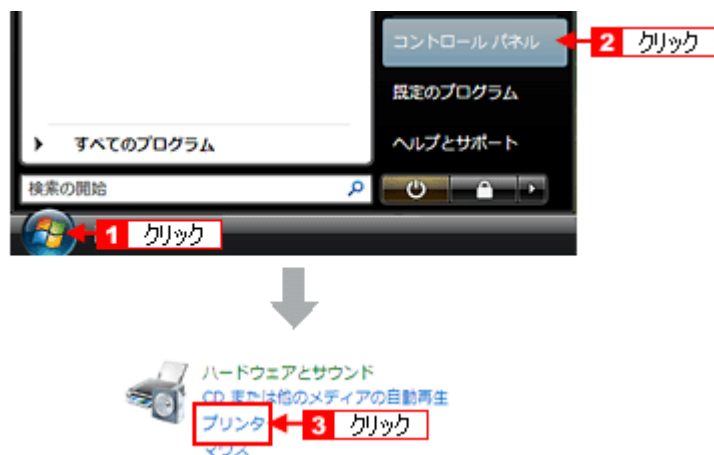 コントロール パネル
2 クリック
既定のプログラム
すべてのプログラム
ヘルプとサポート
検索の開始
1 クリック
ハードウェアとサウンド
CD または他のメディアの自動再生
プリンタ
3 クリック
マウス